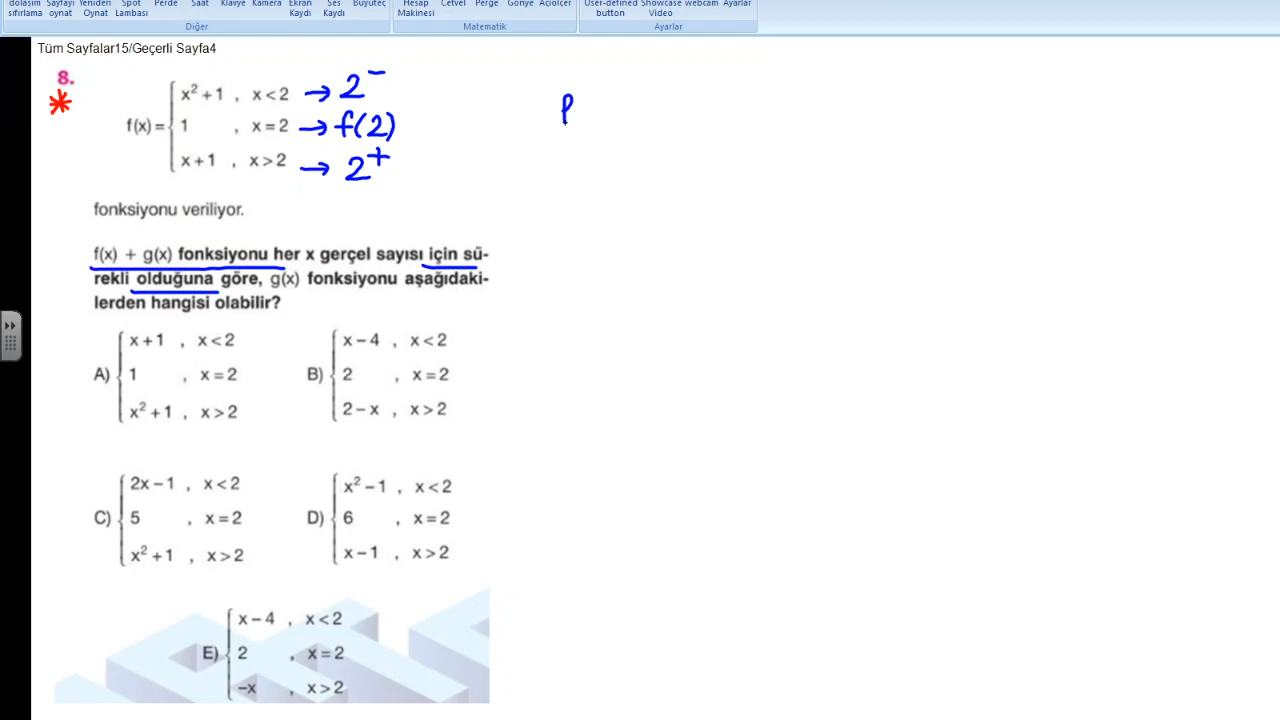 dolaşım sıfırlama Sayfayı oynat Yeniden Oynat Spot Lambası Perde Saat Klavye Kamera Ekran Kaydı Ses Kaydı Büyüteç Hesap Makinesi Cetvel Perge Gönye Açıölçer User-defined button Showcase Video webcam Ayarlar
Diğer Matematik Ayarlar
Tüm Sayfalar15/Geçerli Sayfa4
8.
x² + 1 , x < 2 → 2⁻
f(x) = 1 , x = 2 → f(2)
x + 1 , x > 2 → 2⁺
fonksiyonu veriliyor.
f(x) + g(x) fonksiyonu her x gerçel sayısı için sü-
rekli olduğuna göre, g(x) fonksiyonu aşağıdaki-
lerden hangisi olabilir?
A) x + 1 , x < 2
1 , x = 2
x² + 1 , x > 2
B) x − 4 , x < 2
2 , x = 2
2 − x , x > 2
C) 2x − 1 , x < 2
5 , x = 2
x² + 1 , x > 2
D) x² − 1 , x < 2
6 , x = 2
x − 1 , x > 2
E) x − 4 , x < 2
2 , x = 2
−x , x > 2